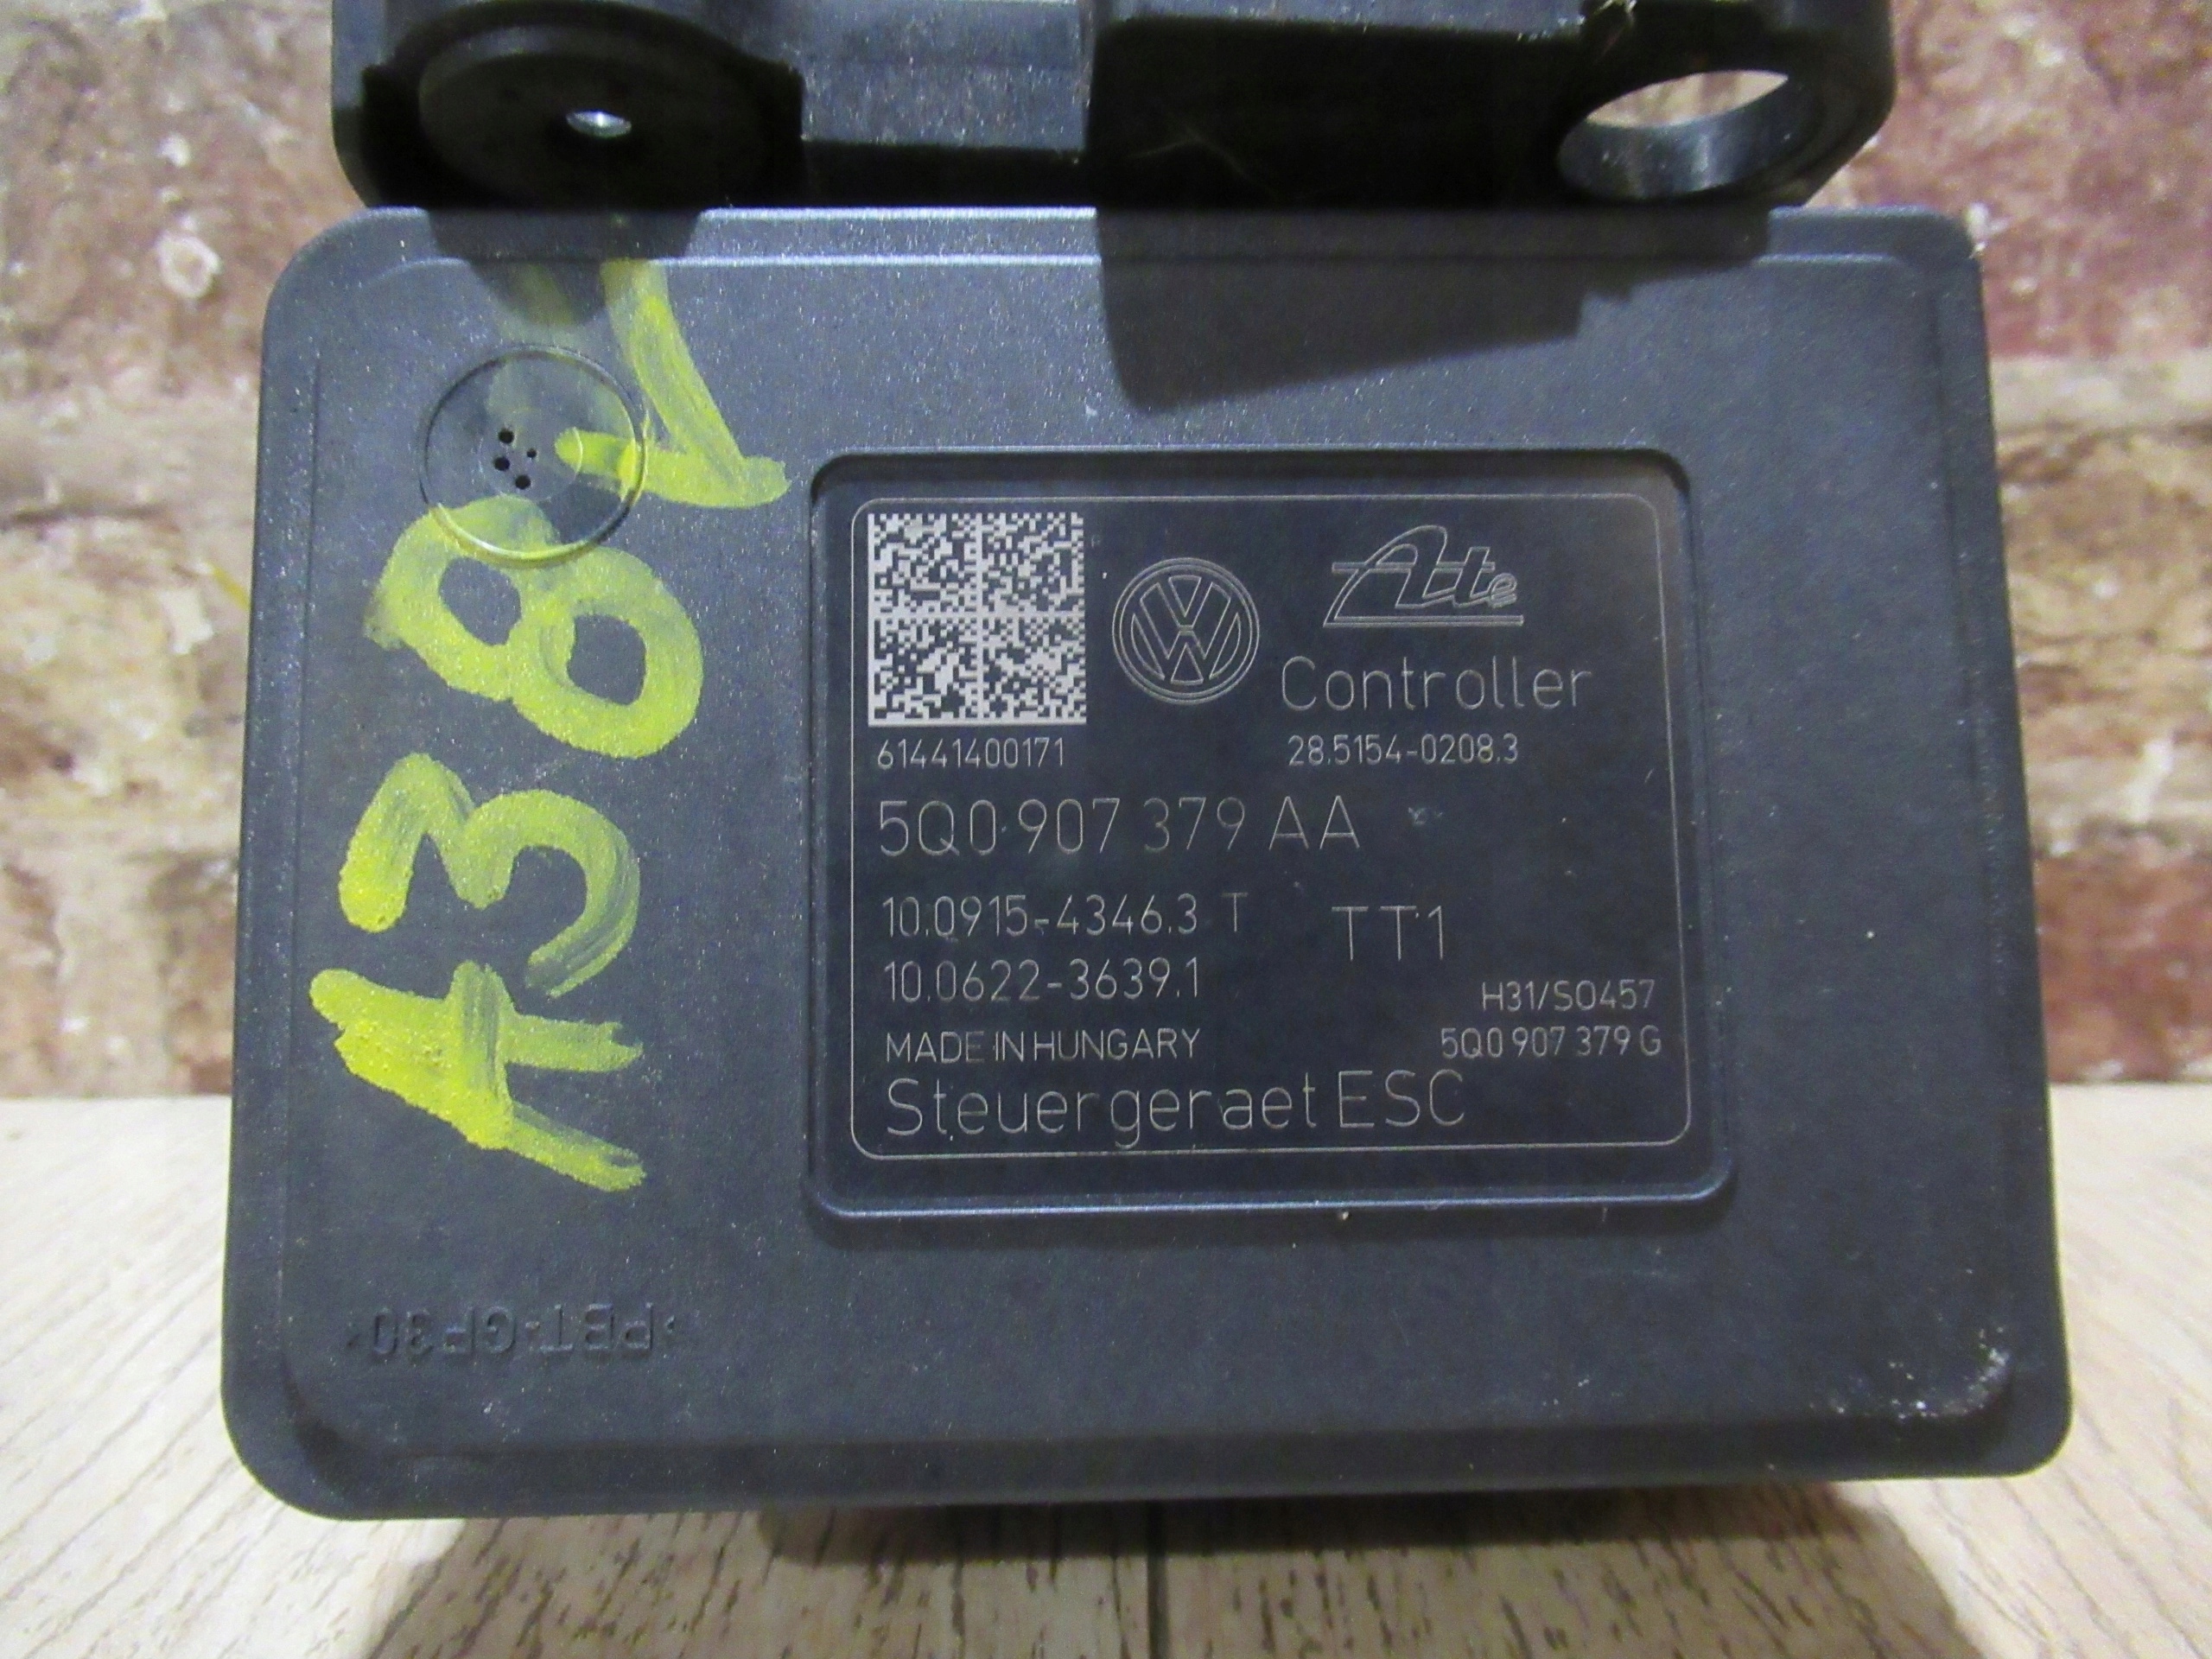 Ate
Controller
61441400171
28.5154-0208.3
5Q0 907 379 AA
10.0915-4346.3 T
TT1
10.0622-3639.1
H31/S0457
MADE IN HUNGARY
5Q0 907 379 G
Steuergeraet ESC
A381
>PBT-GF30<